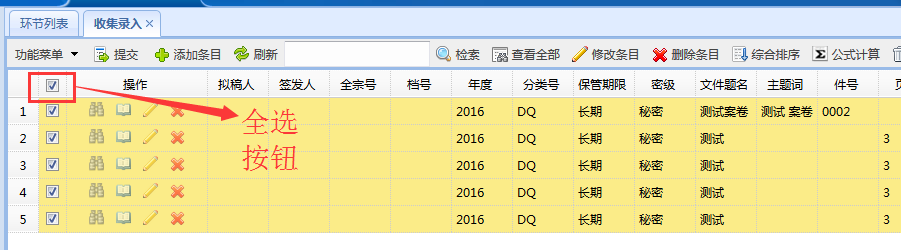 环节列表 收集录入
功能菜单 提交 添加条目 刷新 检索 查看全部 修改条目 删除条目 综合排序 公式计算
操作 拟稿人 签发人 全宗号 档号 年度 分类号 保管期限 密级 文件题名 主题词 件号
1 2016 DQ 长期 秘密 测试案卷 测试 案卷 0002
全选
按钮
2 2016 DQ 长期 秘密 测试 3
3 2016 DQ 长期 秘密 测试 3
4 2016 DQ 长期 秘密 测试 3
5 2016 DQ 长期 秘密 测试 3